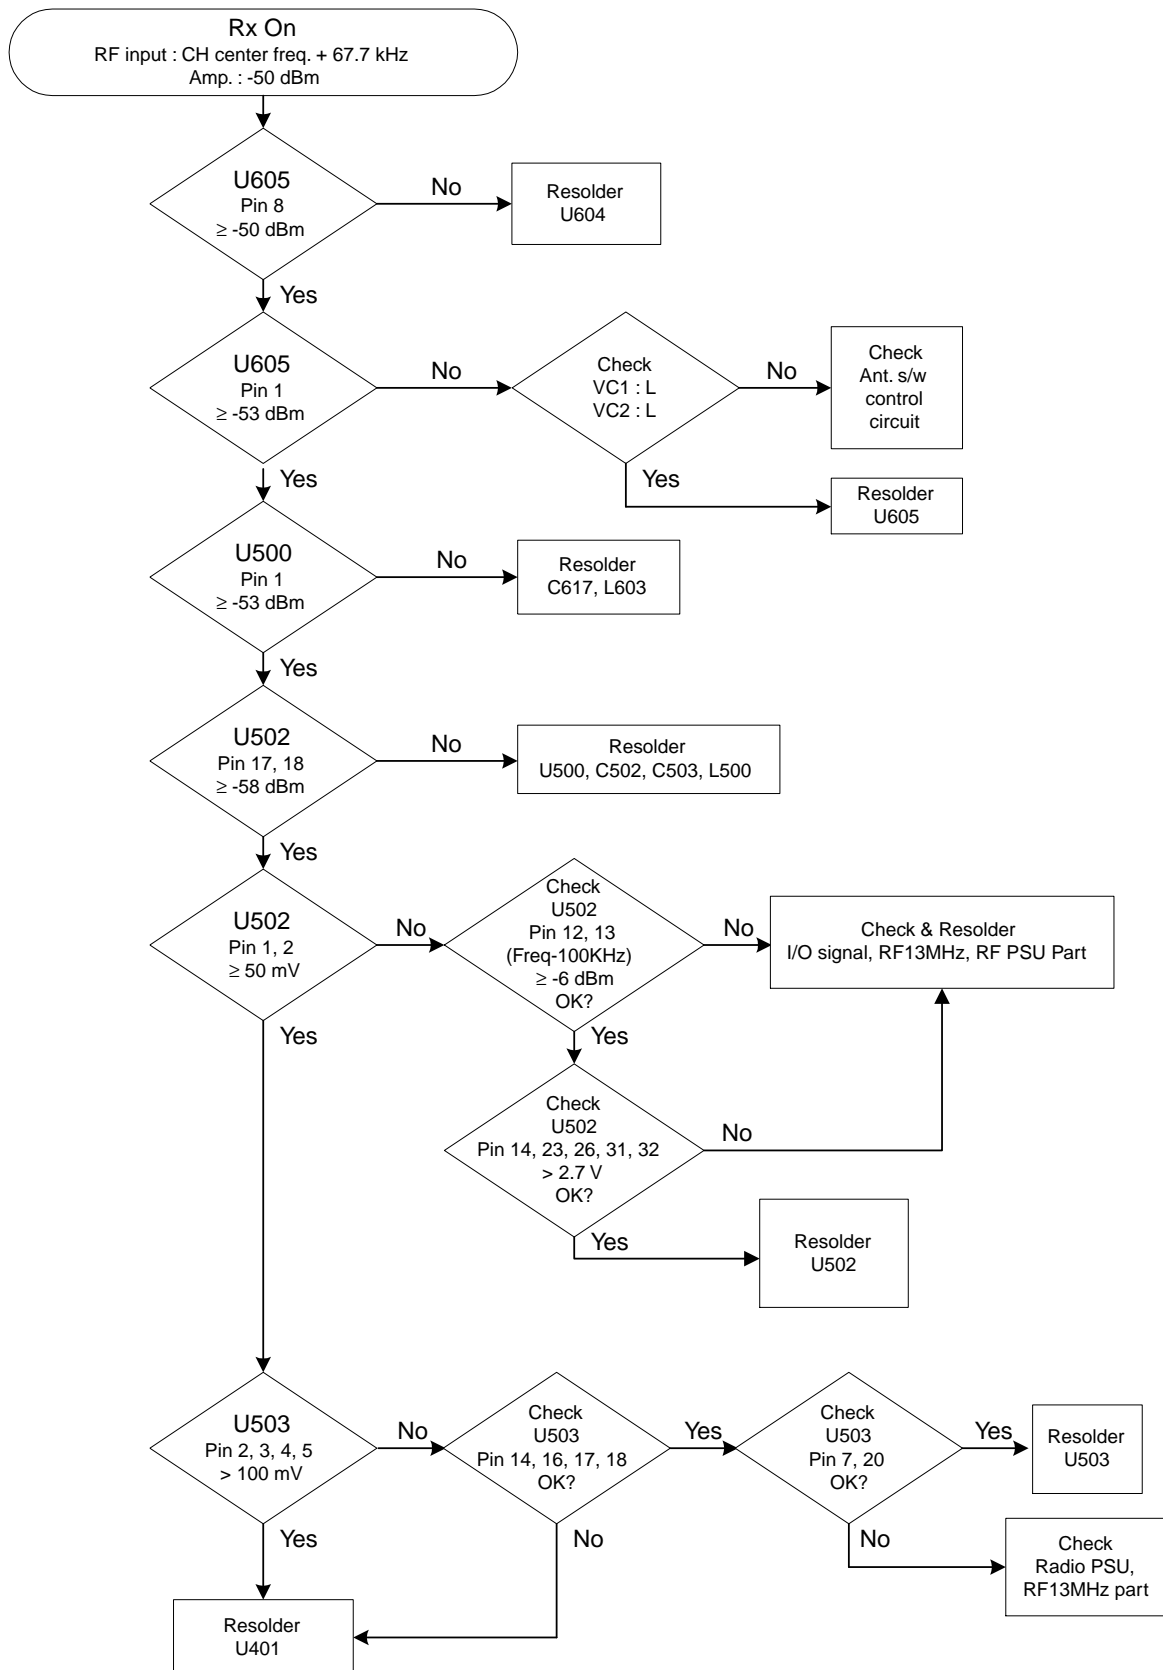 Rx On
RF input : CH center freq. + 67.7 kHz
Amp. : -50 dBm
U605
Pin 8
≥ -50 dBm
No
Resolder
U604
Yes
U605
Pin 1
≥ -53 dBm
No
Check
VC1 : L
VC2 : L
No
Check
Ant. s/w
control
circuit
Yes
Yes
Resolder
U605
U500
Pin 1
≥ -53 dBm
No
Resolder
C617, L603
Yes
U502
Pin 17, 18
≥ -58 dBm
No
Resolder
U500, C502, C503, L500
Yes
U502
Pin 1, 2
≥ 50 mV
No
Check
U502
Pin 12, 13
(Freq-100KHz)
≥ -6 dBm
OK?
No
Check & Resolder
I/O signal, RF13MHz, RF PSU Part
Yes
Yes
Check
U502
Pin 14, 23, 26, 31, 32
> 2.7 V
OK?
No
Yes
Resolder
U502
U503
Pin 2, 3, 4, 5
> 100 mV
No
Check
U503
Pin 14, 16, 17, 18
OK?
Yes
Check
U503
Pin 7, 20
OK?
Yes
Resolder
U503
Yes
No
No
Check
Radio PSU,
RF13MHz part
Resolder
U401